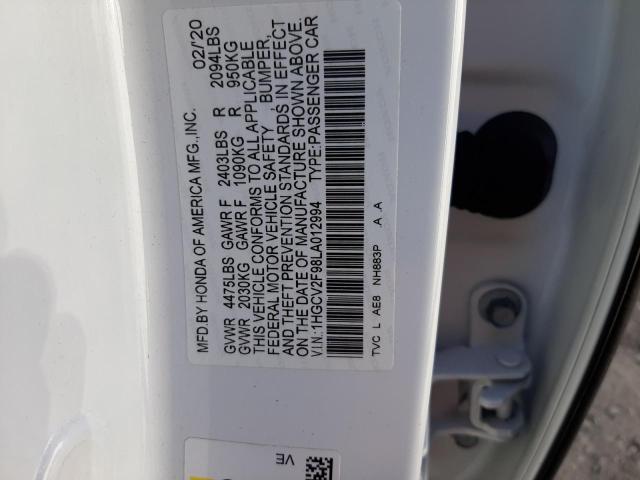 MFD.BY HONDA OF AMERICA MFG.,INC. 02/'20
GVWR 4475LBS GAWR F 2403LBS R 2094LBS
GVWR 2030KG GAWR F 1090KG R 950KG
THIS VEHICLE CONFORMS TO ALL APPLICABLE
FEDERAL MOTOR VEHICLE SAFETY , BUMPER,
AND THEFT PREVENTION STANDARDS IN EFFECT
ON THE DATE OF MANUFACTURE SHOWN ABOVE.
V.I.N.:1HGCV2F98LA012994 TYPE:PASSENGER CAR
TVC L AE8 NH883P A .A
VE